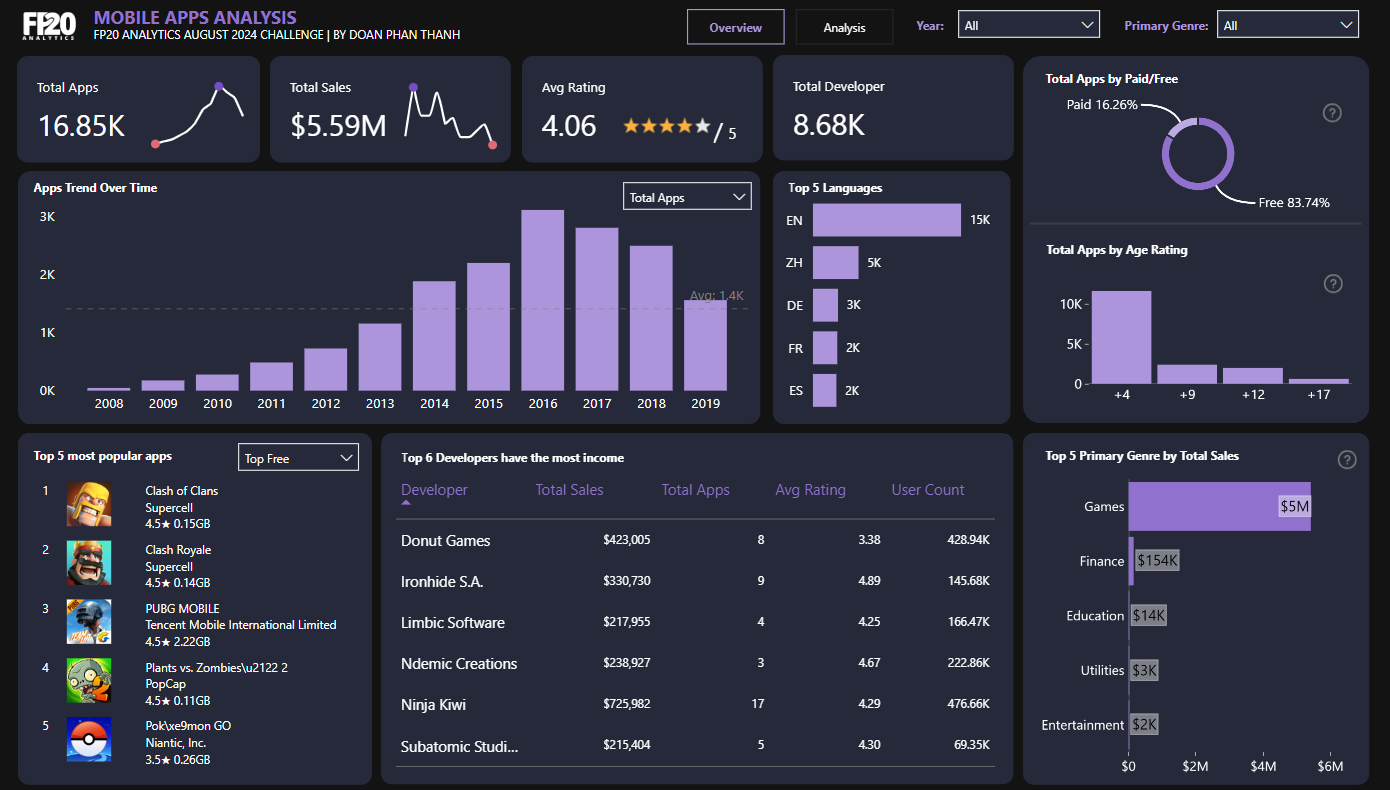 FP20
ANALYTICS
MOBILE APPS ANALYSIS
FP20 ANALYTICS AUGUST 2024 CHALLENGE | BY DOAN PHAN THANH
Overview
Analysis
Year:
All
Primary Genre:
All
Total Apps
16.85K
Total Sales
$5.59M
Avg Rating
4.06
★★★★★/ 5
Total Developer
8.68K
Total Apps by Paid/Free
?
Paid 16.26%
Free 83.74%
Apps Trend Over Time
Total Apps
3K
2K
1K
0K
Avg: 1.4K
2008 2009 2010 2011 2012 2013 2014 2015 2016 2017 2018 2019
Top 5 Languages
EN 15K
ZH 5K
DE 3K
FR 2K
ES 2K
Total Apps by Age Rating
?
10K
5K
0
+4 +9 +12 +17
Top 5 most popular apps
Top Free
1
Clash of Clans
Supercell
4.5★ 0.15GB
2
Clash Royale
Supercell
4.5★ 0.14GB
3
PUBG MOBILE
Tencent Mobile International Limited
4.5★ 2.22GB
4
Plants vs. Zombies\u2122 2
PopCap
4.5★ 0.11GB
5
Pok\xe9mon GO
Niantic, Inc.
3.5★ 0.26GB
Top 6 Developers have the most income
Developer Total Sales Total Apps Avg Rating User Count
Donut Games $423,005 8 3.38 428.94K
Ironhide S.A. $330,730 9 4.89 145.68K
Limbic Software $217,955 4 4.25 166.47K
Ndemic Creations $238,927 3 4.67 222.86K
Ninja Kiwi $725,982 17 4.29 476.66K
Subatomic Studi... $215,404 5 4.30 69.35K
Top 5 Primary Genre by Total Sales
?
Games $5M
Finance $154K
Education $14K
Utilities $3K
Entertainment $2K
$0 $2M $4M $6M